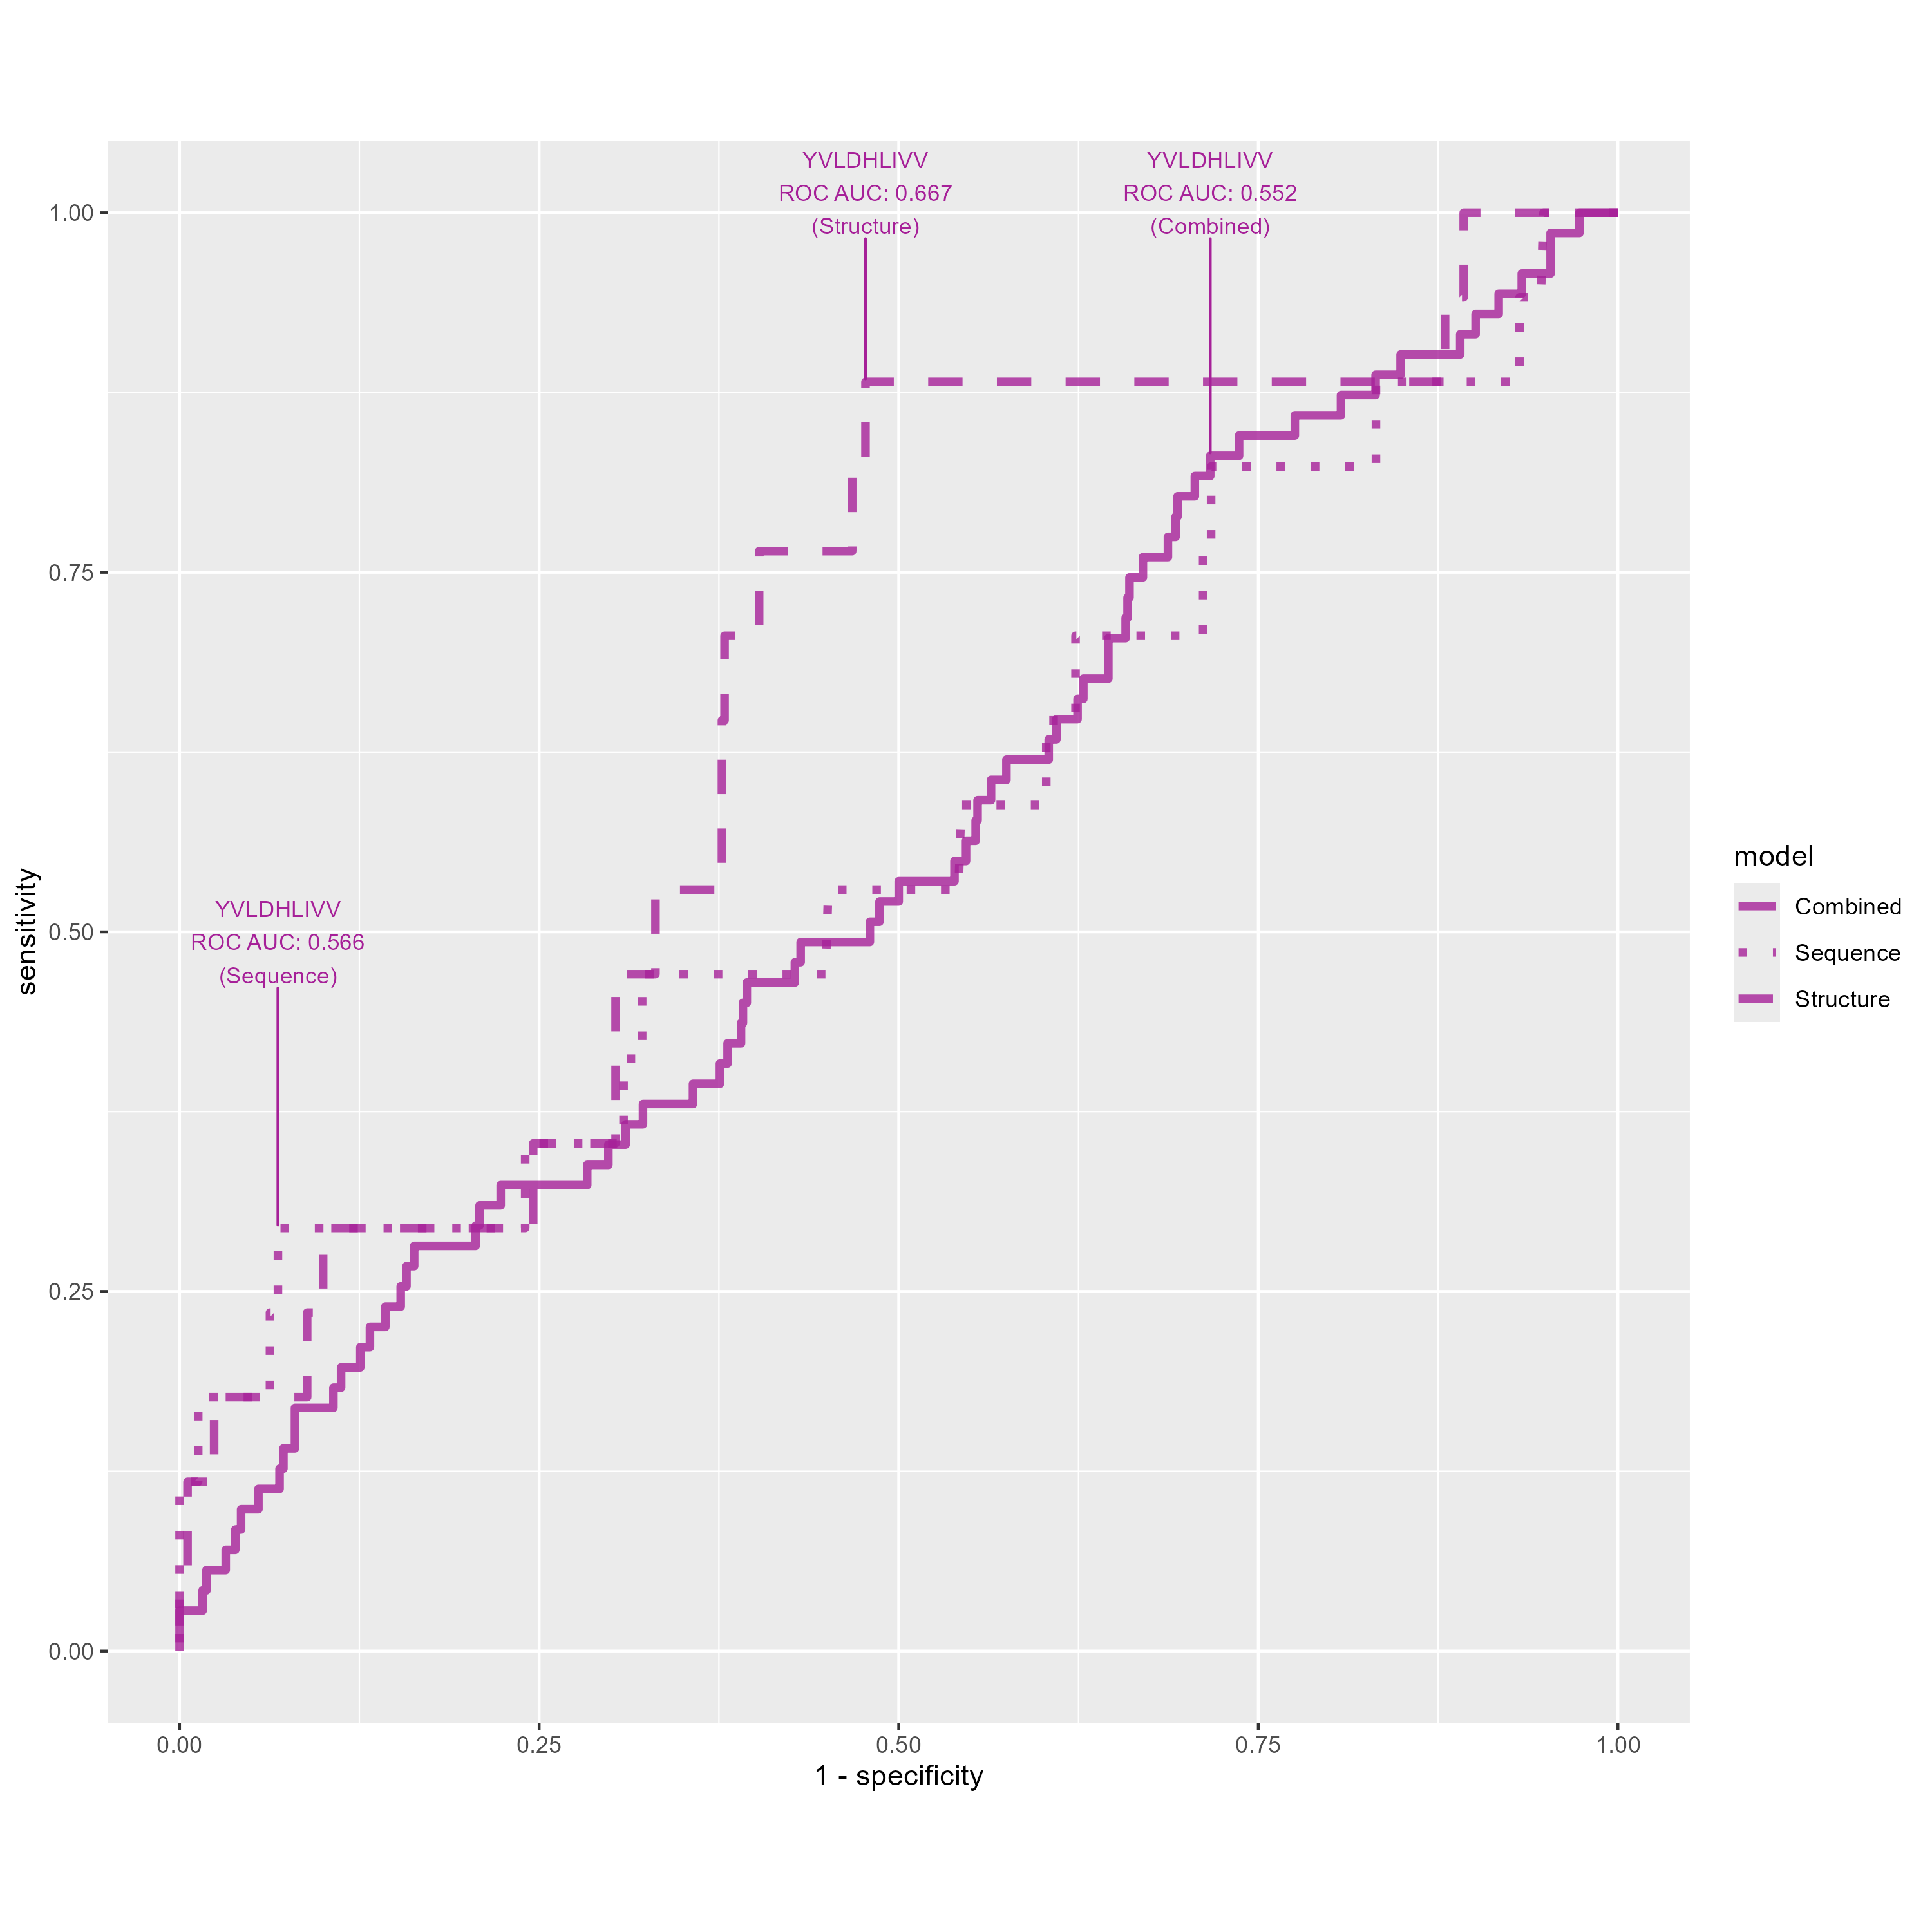 YVLDHLIVV
ROC AUC: 0.667
(Structure)
YVLDHLIVV
ROC AUC: 0.552
(Combined)
YVLDHLIVV
ROC AUC: 0.566
(Sequence)
1.00
0.75
0.50
0.25
0.00
sensitivity
0.00
0.25
0.50
0.75
1.00
1 - specificity
model
Combined
Sequence
Structure